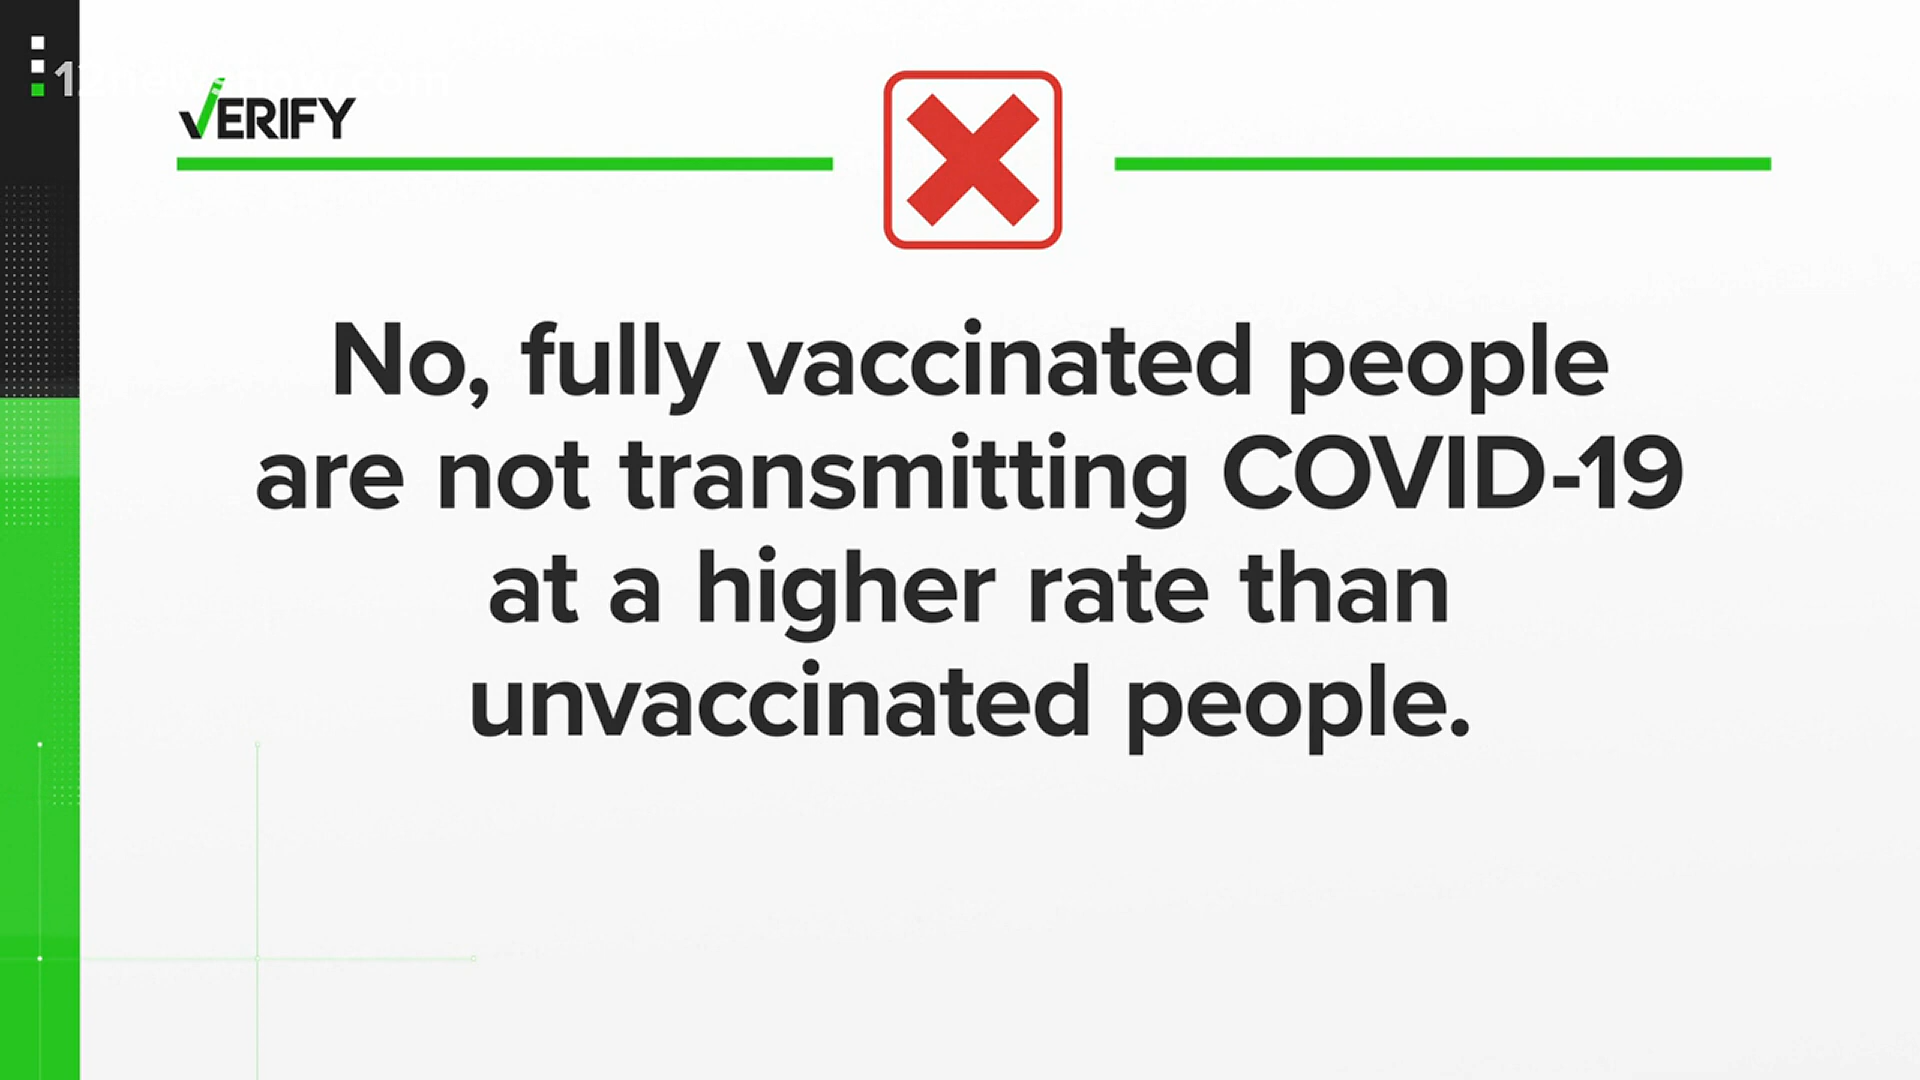 VERIFY
No, fully vaccinated people
are not transmitting COVID-19
at a higher rate than
unvaccinated people.